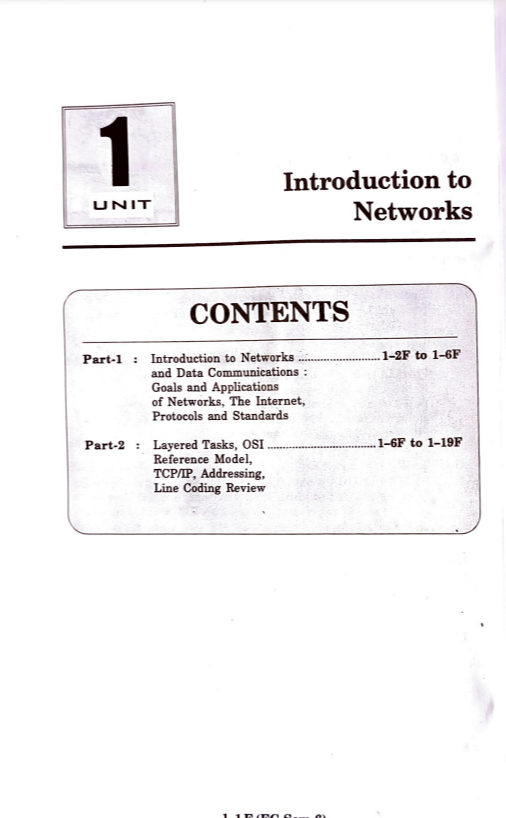 1
UNIT
Introduction to
Networks
CONTENTS
Part-1 : Introduction to Networks ......................... 1–2F to 1–6F
and Data Communications :
Goals and Applications
of Networks, The Internet,
Protocols and Standards
Part-2 : Layered Tasks, OSI .................................. 1–6F to 1–19F
Reference Model,
TCP/IP, Addressing,
Line Coding Review